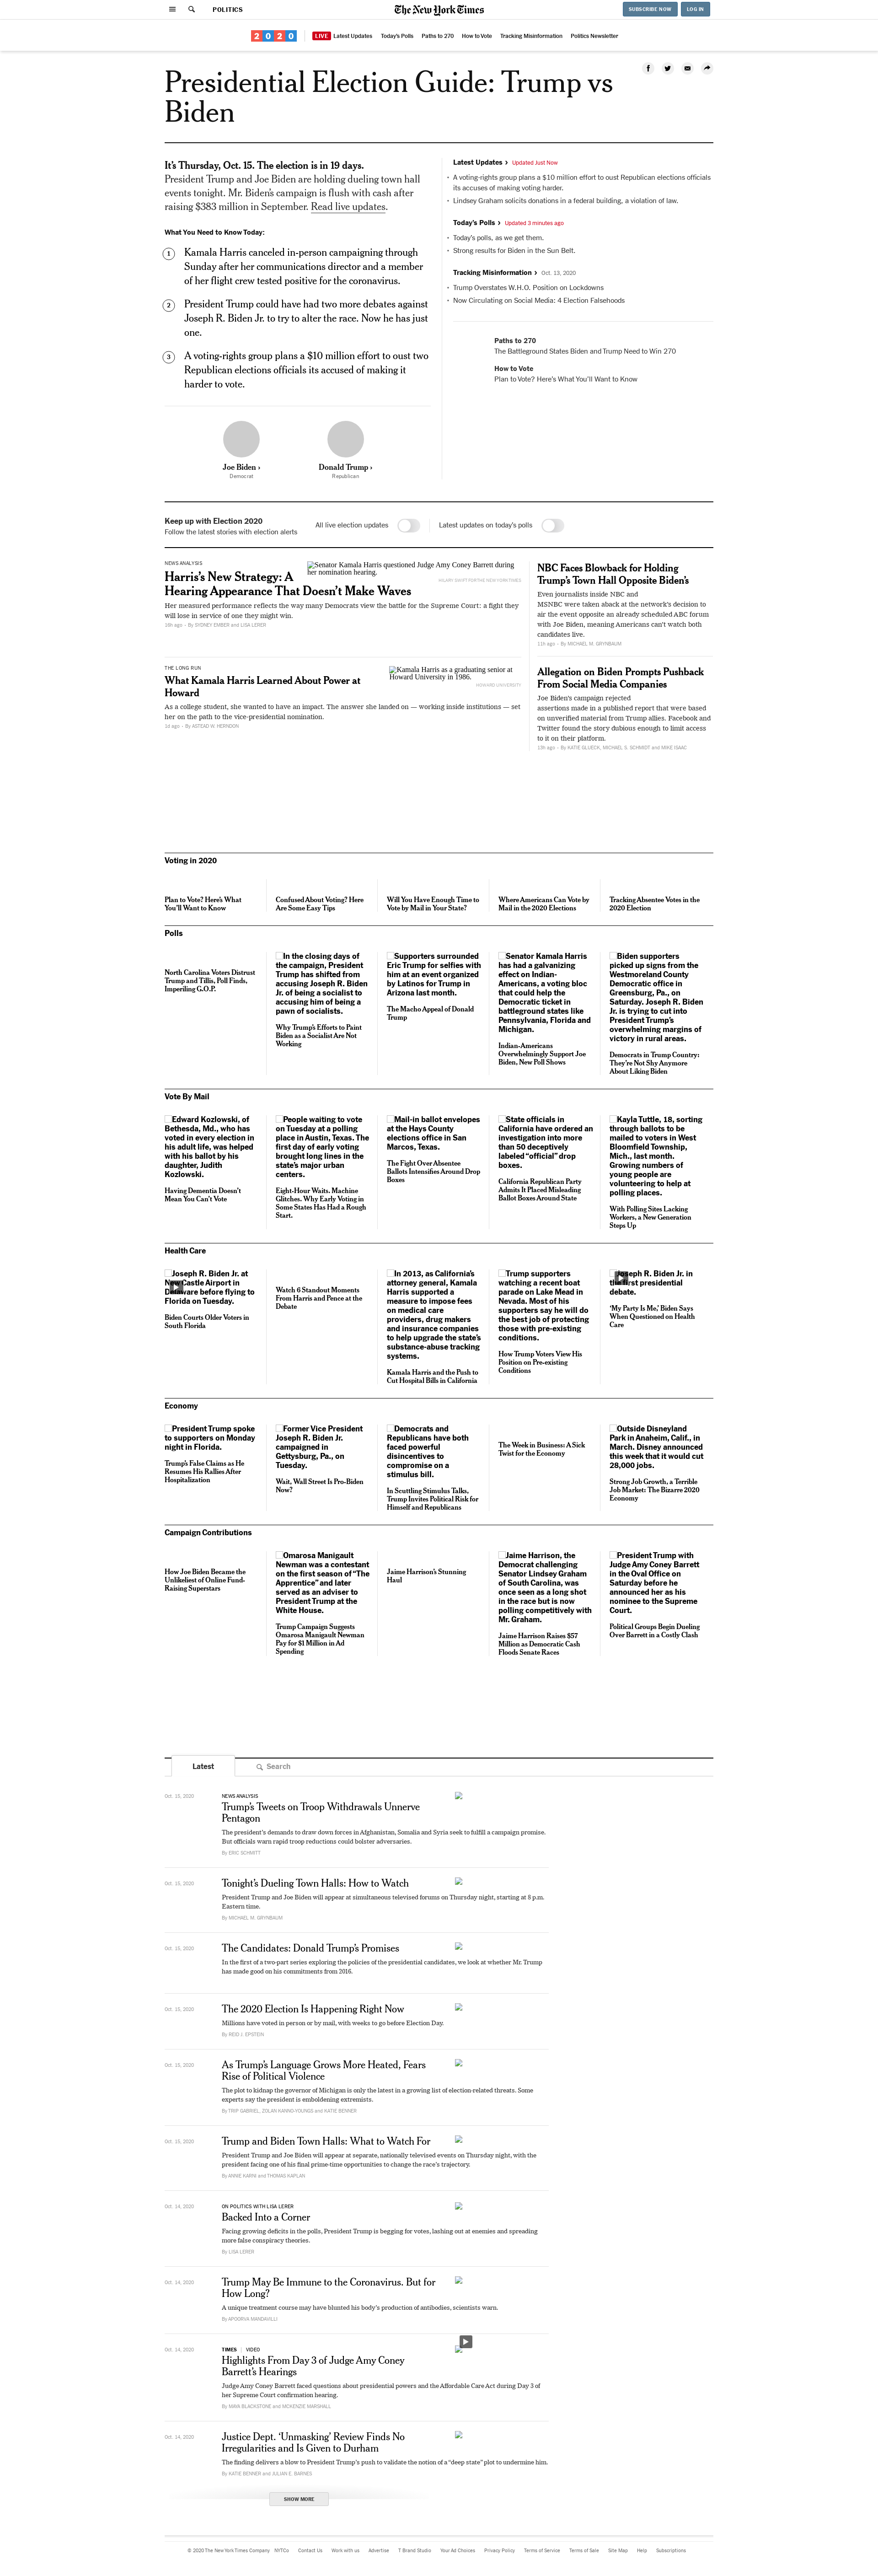 POLITICS
The New York Times
SUBSCRIBE NOW
LOG IN
2020
LIVE Latest Updates
Today's Polls
Paths to 270
How to Vote
Tracking Misinformation
Politics Newsletter
Presidential Election Guide: Trump vs
Biden
It's Thursday, Oct. 15. The election is in 19 days.
President Trump and Joe Biden are holding dueling town hall
events tonight. Mr. Biden's campaign is flush with cash after
raising $383 million in September. Read live updates.
What You Need to Know Today:
1
Kamala Harris canceled in-person campaigning through
Sunday after her communications director and a member
of her flight crew tested positive for the coronavirus.
2
President Trump could have had two more debates against
Joseph R. Biden Jr. to try to alter the race. Now he has just
one.
3
A voting-rights group plans a $10 million effort to oust two
Republican elections officials its accused of making it
harder to vote.
Joe Biden ›
Democrat
Donald Trump ›
Republican
Latest Updates › Updated Just Now
• A voting-rights group plans a $10 million effort to oust Republican elections officials
its accuses of making voting harder.
• Lindsey Graham solicits donations in a federal building, a violation of law.
Today's Polls › Updated 3 minutes ago
• Today's polls, as we get them.
• Strong results for Biden in the Sun Belt.
Tracking Misinformation › Oct. 13, 2020
• Trump Overstates W.H.O. Position on Lockdowns
• Now Circulating on Social Media: 4 Election Falsehoods
Paths to 270
The Battleground States Biden and Trump Need to Win 270
How to Vote
Plan to Vote? Here's What You'll Want to Know
Keep up with Election 2020
Follow the latest stories with election alerts
All live election updates
Latest updates on today's polls
NEWS ANALYSIS
Harris's New Strategy: A
Hearing Appearance That Doesn't Make Waves
Senator Kamala Harris questioned Judge Amy Coney Barrett during
her nomination hearing.
HILARY SWIFT FOR THE NEW YORK TIMES
Her measured performance reflects the way many Democrats view the battle for the Supreme Court: a fight they
will lose in service of one they might win.
16h ago – By SYDNEY EMBER and LISA LERER
THE LONG RUN
What Kamala Harris Learned About Power at
Howard
Kamala Harris as a graduating senior at
Howard University in 1986.
HOWARD UNIVERSITY
As a college student, she wanted to have an impact. The answer she landed on — working inside institutions — set
her on the path to the vice-presidential nomination.
1d ago – By ASTEAD W. HERNDON
NBC Faces Blowback for Holding
Trump's Town Hall Opposite Biden's
Even journalists inside NBC and
MSNBC were taken aback at the network's decision to
air the event opposite an already scheduled ABC forum
with Joe Biden, meaning Americans can't watch both
candidates live.
11h ago – By MICHAEL M. GRYNBAUM
Allegation on Biden Prompts Pushback
From Social Media Companies
Joe Biden's campaign rejected
assertions made in a published report that were based
on unverified material from Trump allies. Facebook and
Twitter found the story dubious enough to limit access
to it on their platform.
15h ago – By KATIE GLUECK, MICHAEL S. SCHMIDT and MIKE ISAAC
Voting in 2020
Plan to Vote? Here's What
You'll Want to Know
Confused About Voting? Here
Are Some Easy Tips
Will You Have Enough Time to
Vote by Mail in Your State?
Where Americans Can Vote by
Mail in the 2020 Elections
Tracking Absentee Votes in the
2020 Election
Polls
North Carolina Voters Distrust
Trump and Tillis, Poll Finds,
Imperiling G.O.P.
In the closing days of
the campaign, President
Trump has shifted from
accusing Joseph R. Biden
Jr. of being a socialist to
accusing him of being a
pawn of socialists.
Why Trump's Efforts to Paint
Biden as a Socialist Are Not
Working
Supporters surrounded
Eric Trump for selfies with
him at an event organized
by Latinos for Trump in
Arizona last month.
The Macho Appeal of Donald
Trump
Senator Kamala Harris
has had a galvanizing
effect on Indian-
Americans, a voting bloc
that could help the
Democratic ticket in
battleground states like
Pennsylvania, Florida and
Michigan.
Indian-Americans
Overwhelmingly Support Joe
Biden, New Poll Shows
Biden supporters
picked up signs from the
Westmoreland County
Democratic office in
Greensburg, Pa., on
Saturday. Joseph R. Biden
Jr. is trying to cut into
President Trump's
overwhelming margins of
victory in rural areas.
Democrats in Trump Country:
They're Not Shy Anymore
About Liking Biden
Vote By Mail
Edward Kozlowski, of
Bethesda, Md., who has
voted in every election in
his adult life, was helped
with his ballot by his
daughter, Judith
Kozlowski.
Having Dementia Doesn't
Mean You Can't Vote
People waiting to vote
on Tuesday at a polling
place in Austin, Texas. The
first day of early voting
brought long lines in the
state's major urban
centers.
Eight-Hour Waits. Machine
Glitches. Why Early Voting in
Some States Has Had a Rough
Start.
Mail-in ballot envelopes
at the Hays County
elections office in San
Marcos, Texas.
The Fight Over Absentee
Ballots Intensifies Around Drop
Boxes
State officials in
California have ordered an
investigation into more
than 50 deceptively
labeled “official” drop
boxes.
California Republican Party
Admits It Placed Misleading
Ballot Boxes Around State
Kayla Tuttle, 18, sorting
through ballots to be
mailed to voters in West
Bloomfield Township,
Mich., last month.
Growing numbers of
young people are
volunteering to help at
polling places.
With Polling Sites Lacking
Workers, a New Generation
Steps Up
Health Care
Joseph R. Biden Jr. at
New Castle Airport in
Delaware before flying to
Florida on Tuesday.
Biden Courts Older Voters in
South Florida
Watch 6 Standout Moments
From Harris and Pence at the
Debate
In 2013, as California's
attorney general, Kamala
Harris supported a
measure to impose fees
on medical care
providers, drug makers
and insurance companies
to help upgrade the state's
substance-abuse tracking
systems.
Kamala Harris and the Push to
Cut Hospital Bills in California
Trump supporters
watching a recent boat
parade on Lake Mead in
Nevada. Most of his
supporters say he will do
the best job of protecting
those with pre-existing
conditions.
How Trump Voters View His
Position on Pre-existing
Conditions
Joseph R. Biden Jr. in
the first presidential
debate.
‘My Party Is Me,’ Biden Says
When Questioned on Health
Care
Economy
President Trump spoke
to supporters on Monday
night in Florida.
Trump's False Claims as He
Resumes His Rallies After
Hospitalization
Former Vice President
Joseph R. Biden Jr.
campaigned in
Gettysburg, Pa., on
Tuesday.
Wait, Wall Street Is Pro-Biden
Now?
Democrats and
Republicans have both
faced powerful
disincentives to
compromise on a
stimulus bill.
In Scuttling Stimulus Talks,
Trump Invites Political Risk for
Himself and Republicans
The Week in Business: A Sick
Twist for the Economy
Outside Disneyland
Park in Anaheim, Calif., in
March. Disney announced
this week that it would cut
28,000 jobs.
Strong Job Growth, a Terrible
Job Market: The Bizarre 2020
Economy
Campaign Contributions
How Joe Biden Became the
Unlikeliest of Online Fund-
Raising Superstars
Omarosa Manigault
Newman was a contestant
on the first season of “The
Apprentice” and later
served as an adviser to
President Trump at the
White House.
Trump Campaign Suggests
Omarosa Manigault Newman
Pay for $1 Million in Ad
Spending
Jaime Harrison's Stunning
Haul
Jaime Harrison, the
Democrat challenging
Senator Lindsey Graham
of South Carolina, was
once seen as a long shot
in the race but is now
polling competitively with
Mr. Graham.
Jaime Harrison Raises $57
Million as Democratic Cash
Floods Senate Races
President Trump with
Judge Amy Coney Barrett
in the Oval Office on
Saturday before he
announced her as his
nominee to the Supreme
Court.
Political Groups Begin Dueling
Over Barrett in a Costly Clash
Latest
Search
Oct. 15, 2020
NEWS ANALYSIS
Trump's Tweets on Troop Withdrawals Unnerve
Pentagon
The president's demands to draw down forces in Afghanistan, Somalia and Syria seek to fulfill a campaign promise.
But officials warn rapid troop reductions could bolster adversaries.
By ERIC SCHMITT
Oct. 15, 2020
Tonight's Dueling Town Halls: How to Watch
President Trump and Joe Biden will appear at simultaneous televised forums on Thursday night, starting at 8 p.m.
Eastern time.
By MICHAEL M. GRYNBAUM
Oct. 15, 2020
The Candidates: Donald Trump's Promises
In the first of a two-part series exploring the policies of the presidential candidates, we look at whether Mr. Trump
has made good on his commitments from 2016.
Oct. 15, 2020
The 2020 Election Is Happening Right Now
Millions have voted in person or by mail, with weeks to go before Election Day.
By REID J. EPSTEIN
Oct. 15, 2020
As Trump's Language Grows More Heated, Fears
Rise of Political Violence
The plot to kidnap the governor of Michigan is only the latest in a growing list of election-related threats. Some
experts say the president is emboldening extremists.
By TRIP GABRIEL, ZOLAN KANNO-YOUNGS and KATIE BENNER
Oct. 15, 2020
Trump and Biden Town Halls: What to Watch For
President Trump and Joe Biden will appear at separate, nationally televised events on Thursday night, with the
president facing one of his final prime-time opportunities to change the race's trajectory.
By ANNIE KARNI and THOMAS KAPLAN
Oct. 14, 2020
ON POLITICS WITH LISA LERER
Backed Into a Corner
Facing growing deficits in the polls, President Trump is begging for votes, lashing out at enemies and spreading
more false conspiracy theories.
By LISA LERER
Oct. 14, 2020
Trump May Be Immune to the Coronavirus. But for
How Long?
A unique treatment course may have blunted his body's production of antibodies, scientists warn.
By APOORVA MANDAVILLI
Oct. 14, 2020
TIMES | VIDEO
Highlights From Day 3 of Judge Amy Coney
Barrett's Hearings
Judge Amy Coney Barrett faced questions about presidential powers and the Affordable Care Act during Day 3 of
her Supreme Court confirmation hearing.
By MAYA BLACKSTONE and MCKENZIE MARSHALL
Oct. 14, 2020
Justice Dept. ‘Unmasking’ Review Finds No
Irregularities and Is Given to Durham
The finding delivers a blow to President Trump's push to validate the notion of a “deep state” plot to undermine him.
By KATIE BENNER and JULIAN E. BARNES
SHOW MORE
© 2020 The New York Times Company
NYTCo
Contact Us
Work with us
Advertise
T Brand Studio
Your Ad Choices
Privacy Policy
Terms of Service
Terms of Sale
Site Map
Help
Subscriptions